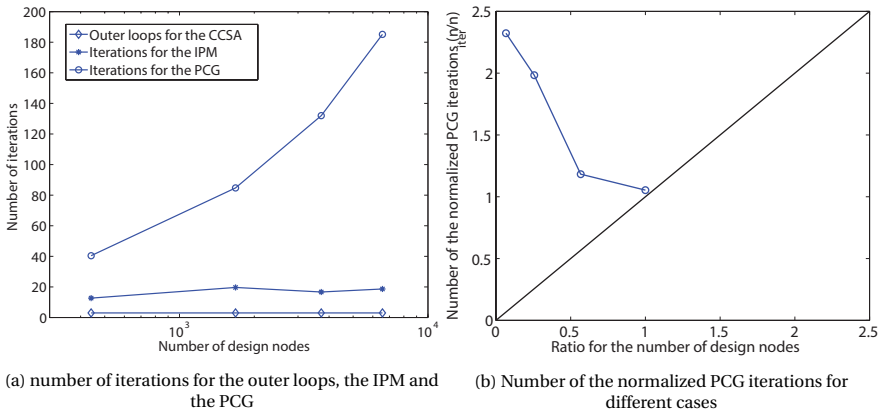 200
180
160
140
120
100
80
60
40
20
0
Number of iterations
Outer loops for the CCSA
Iterations for the IPM
Iterations for the PCG
10³
10⁴
Number of design nodes
(a) number of iterations for the outer loops, the IPM and
the PCG
2.5
2
1.5
1
0.5
0
Number of the normalized PCG iterations (n/n)
iter
0
0.5
1
1.5
2
2.5
Ratio for the number of design nodes
(b) Number of the normalized PCG iterations for
different cases